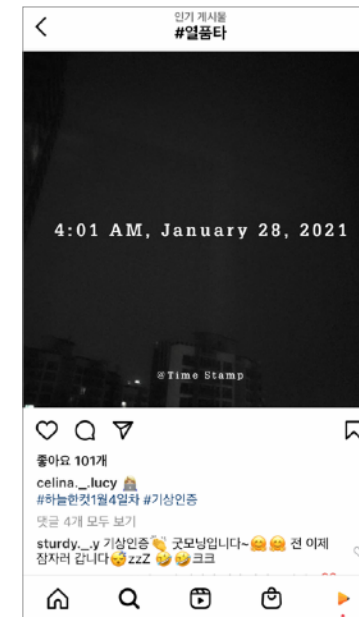 인기 게시물
#열품타
4:01 AM, January 28, 2021
@Time Stamp
좋아요 101개
celina._.lucy
#하늘한컷1월4일차 #기상인증
댓글 4개 모두 보기
sturdy._.y 기상인증👏 굿모닝입니다~🤗🤗 전 이제
잠자러 갑니다😴zzZ 🤣🤣크크